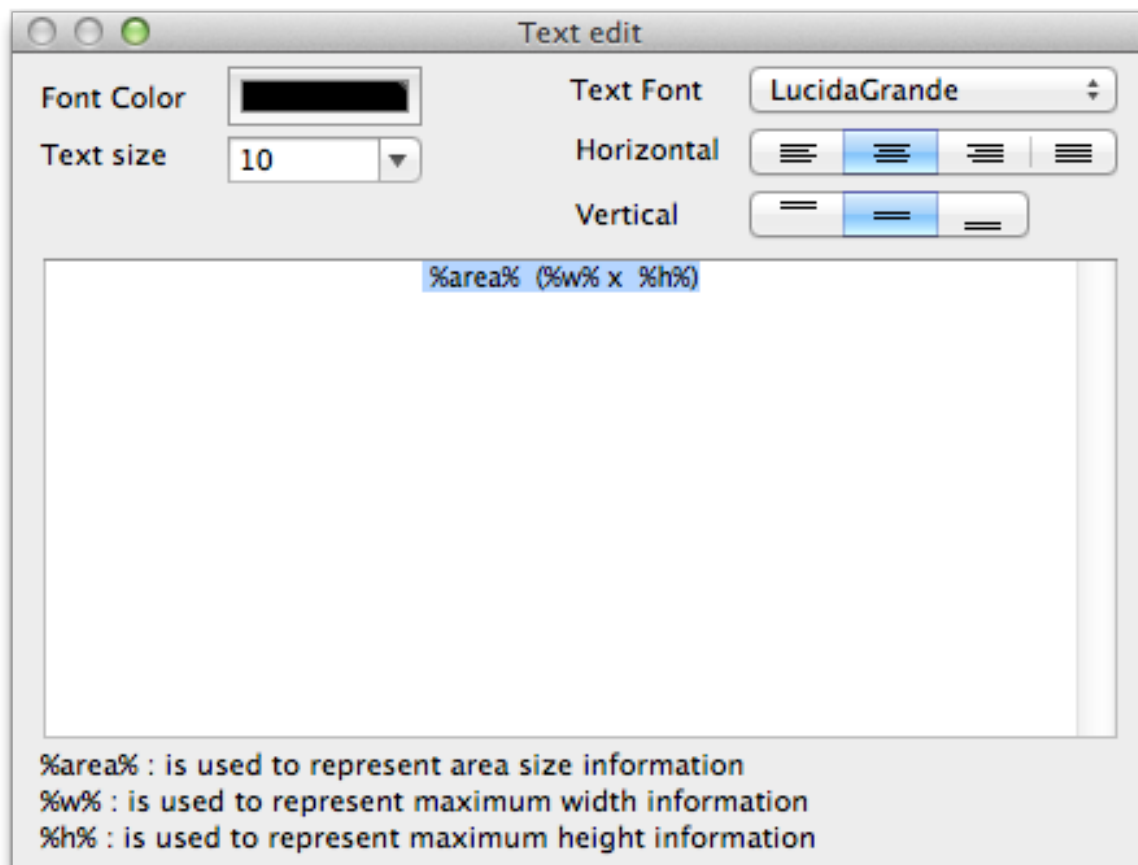 Text edit
Font Color
Text Font LucidaGrande
Text size 10
Horizontal
Vertical
%area%  (%w% x  %h%)
%area% : is used to represent area size information
%w% : is used to represent maximum width information
%h% : is used to represent maximum height information